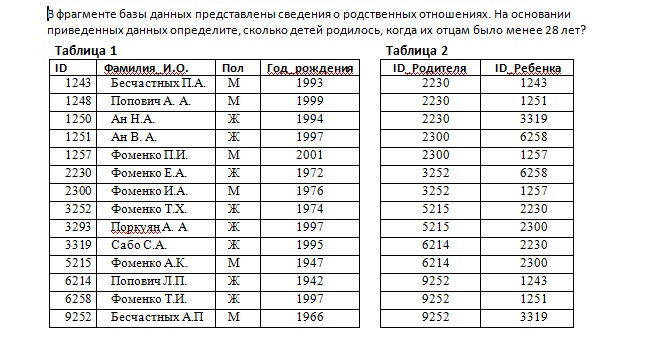 В фрагменте базы данных представлены сведения о родственных отношениях. На основании
приведенных данных определите, сколько детей родилось, когда их отцам было менее 28 лет?
Таблица 1
ID Фамилия_И.О. Пол Год_рождения
1243 Бесчастных П.А. М 1993
1248 Попович А. А. М 1999
1250 Ан Н.А. Ж 1994
1251 Ан В. А. Ж 1997
1257 Фоменко П.И. М 2001
2230 Фоменко Е.А. Ж 1972
2300 Фоменко И.А. М 1976
3252 Фоменко Т.Х. Ж 1974
3293 Поркуян А. А Ж 1997
3319 Сабо С.А. Ж 1995
5215 Фоменко А.К. М 1947
6214 Попович Л.П. Ж 1942
6258 Фоменко Т.И. Ж 1997
9252 Бесчастных А.П М 1966
Таблица 2
ID_Родителя ID_Ребенка
2230 1243
2230 1251
2230 3319
2300 6258
2300 1257
3252 6258
3252 1257
5215 2230
5215 2300
6214 2230
6214 2300
9252 1243
9252 1251
9252 3319